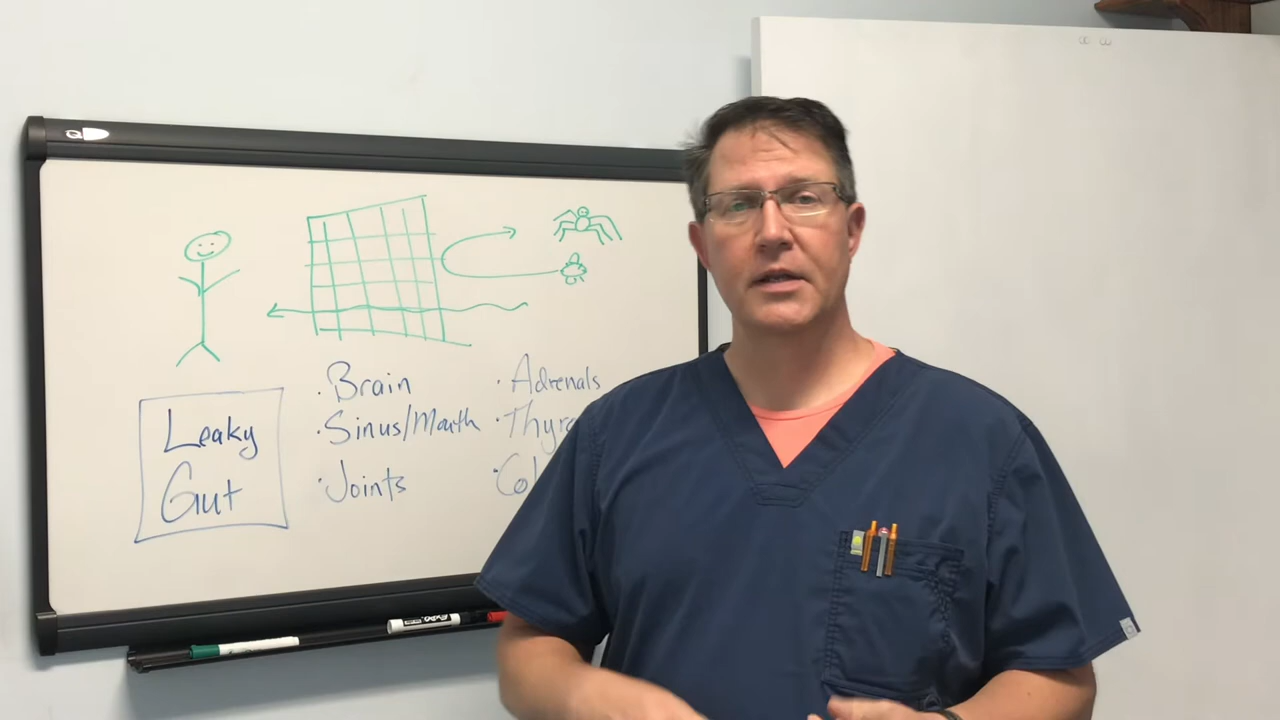 Leaky
Gut
· Brain
· Sinus/Mouth
· Joints
· Adrenals